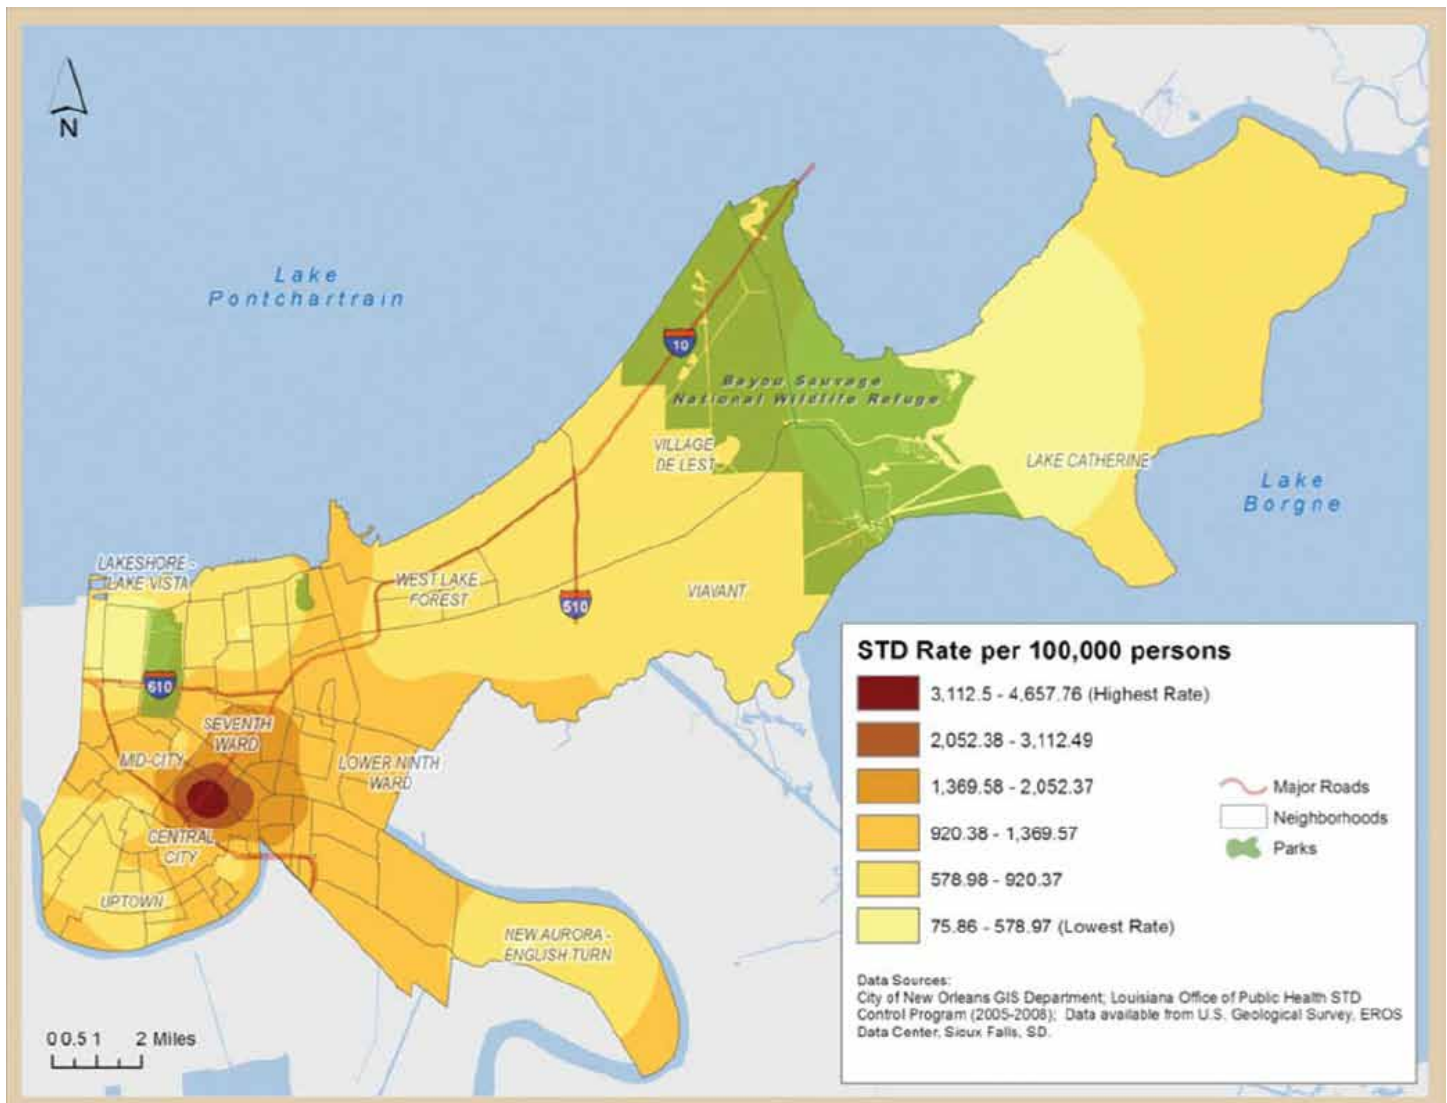 N
Lake
Pontchartrain
10
Bayou Sauvage
National Wildlife Refuge
VILLAGE
DE LEST
LAKE CATHERINE
Lake
Borgne
LAKESHORE -
LAKE VISTA
WEST LAKE
FOREST
510
VIAVANT
610
SEVENTH
WARD
MID-CITY
LOWER NINTH
WARD
CENTRAL
CITY
UPTOWN
NEW AURORA -
ENGLISH TURN
0 0.5 1 2 Miles
STD Rate per 100,000 persons
3,112.5 - 4,657.76 (Highest Rate)
2,052.38 - 3,112.49
1,369.58 - 2,052.37
920.38 - 1,369.57
578.98 - 920.37
75.86 - 578.97 (Lowest Rate)
Major Roads
Neighborhoods
Parks
Data Sources:
City of New Orleans GIS Department; Louisiana Office of Public Health STD
Control Program (2005-2008); Data available from U.S. Geological Survey, EROS
Data Center, Sioux Falls, SD.